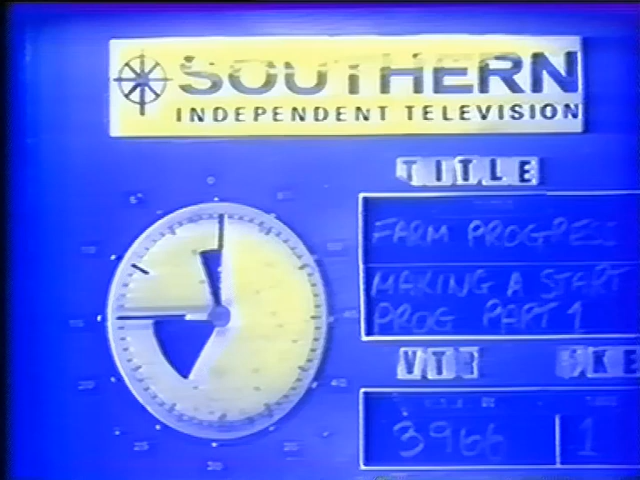 SOUTHERN
INDEPENDENT TELEVISION
TITLE
FARM PROGRESS
MAKING A START
PROG PART 1
VTR
3966
1